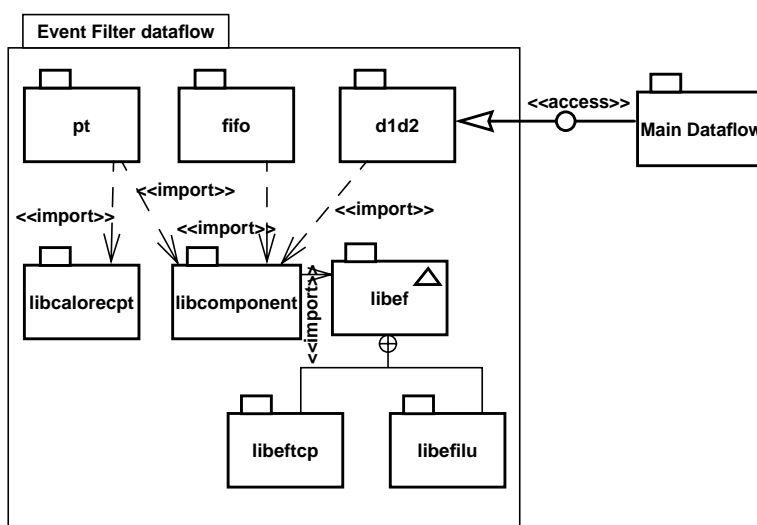 Event Filter dataflow
<<access>>
pt
fifo
d1d2
Main Dataflow
<<import>>
<<import>>
<<import>>
<<import>>
<<import>>
libcalorecpt
libcomponent
libef
libeftcp
libefilu